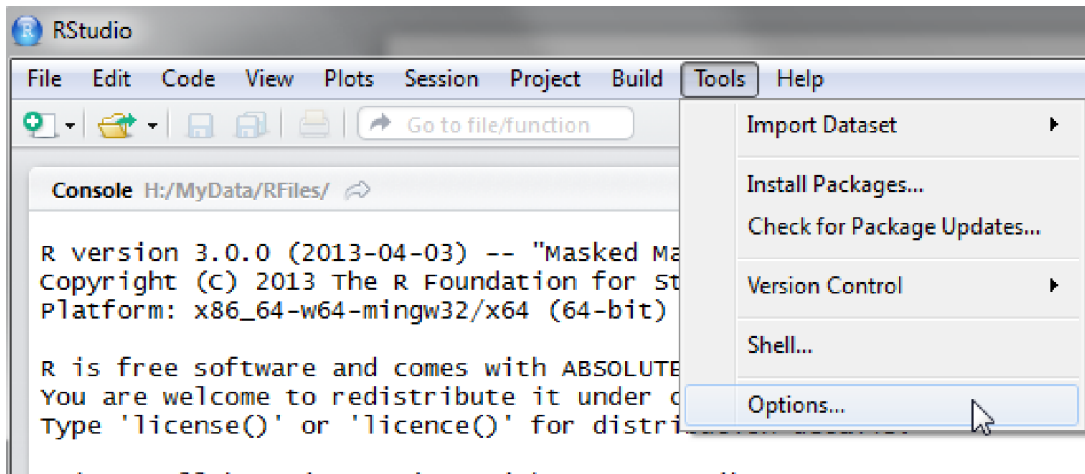 RStudio
File Edit Code View Plots Session Project Build Tools Help
Go to file/function
Import Dataset
Console H:/MyData/RFiles/
Install Packages...
Check for Package Updates...
R version 3.0.0 (2013-04-03) -- "Masked Ma
Copyright (C) 2013 The R Foundation for St
Platform: x86_64-w64-mingw32/x64 (64-bit)
Version Control
Shell...
R is free software and comes with ABSOLUTE
You are welcome to redistribute it under c
Type 'license()' or 'licence()' for distri
Options...